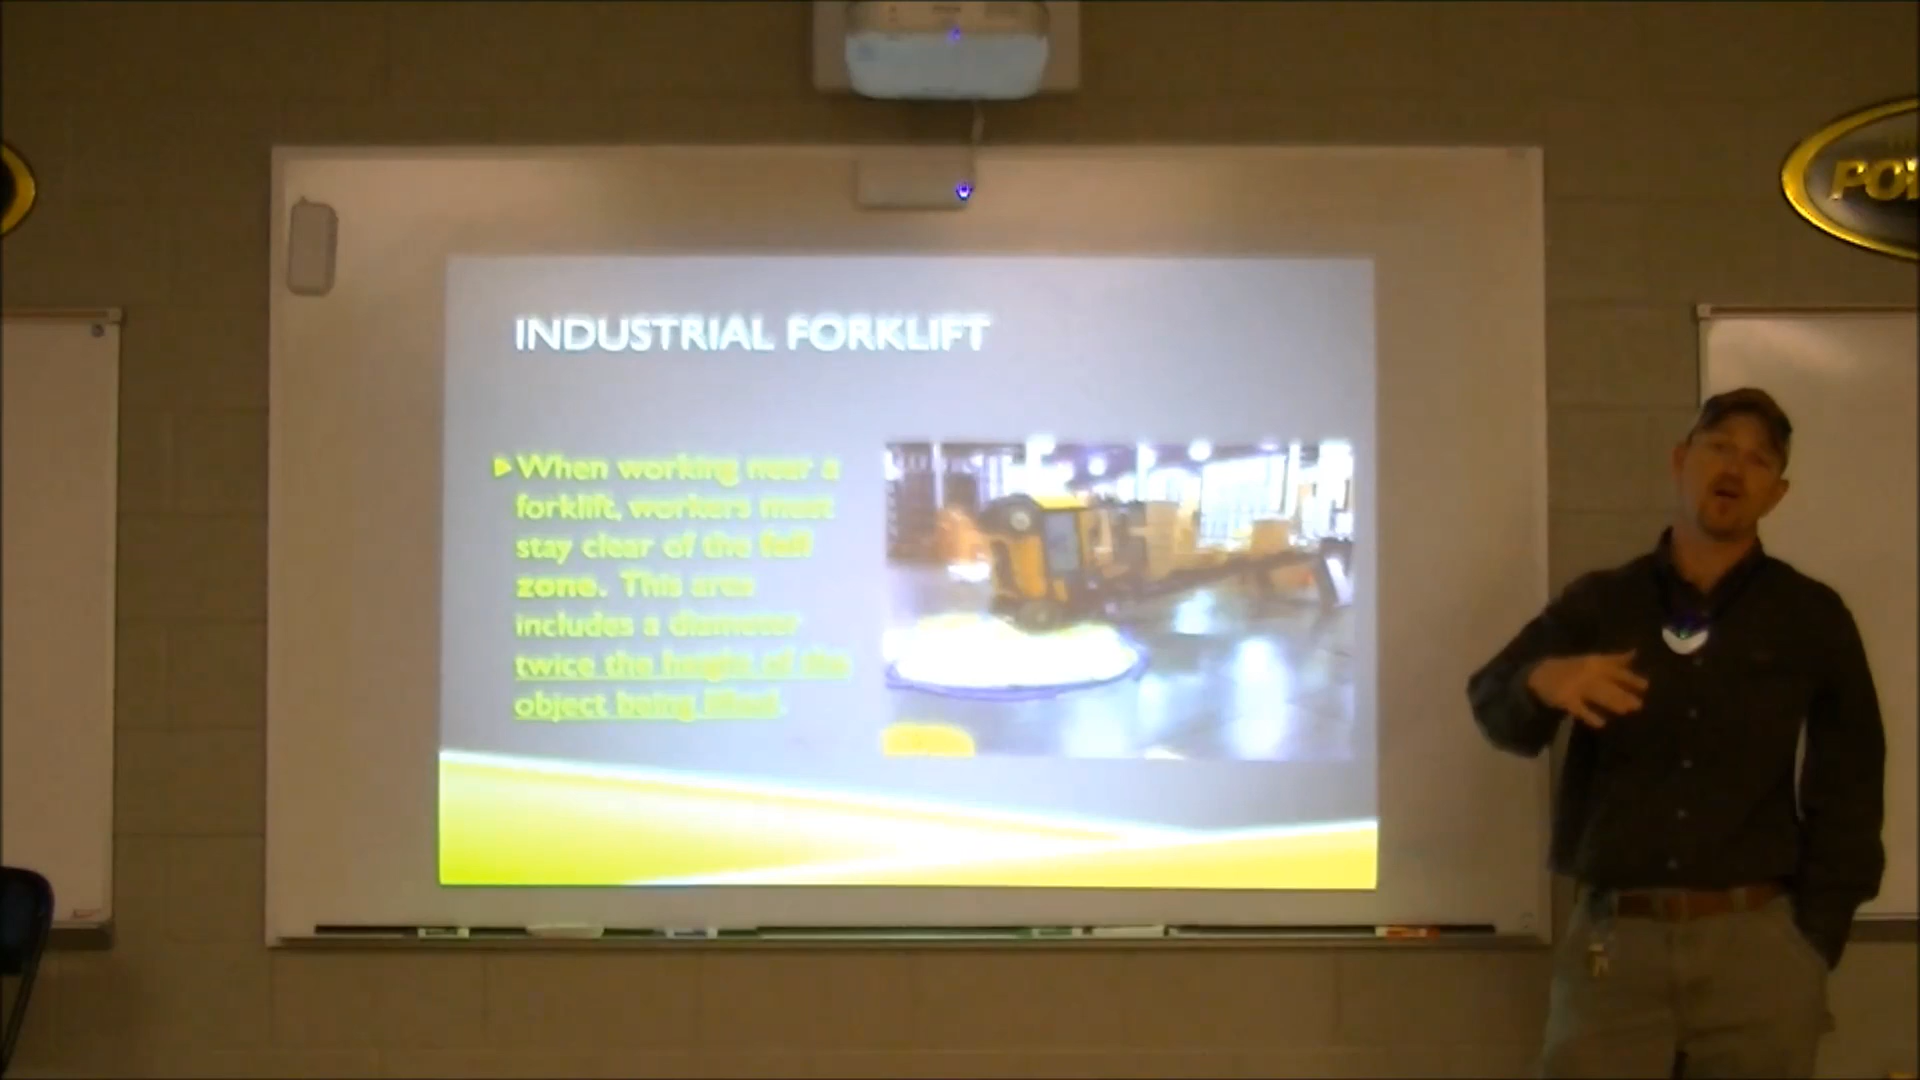 INDUSTRIAL FORKLIFT
When working near a
forklift, workers must
stay clear of the fall
zone. This area
includes a diameter
twice the height of the
object being lifted.
PO